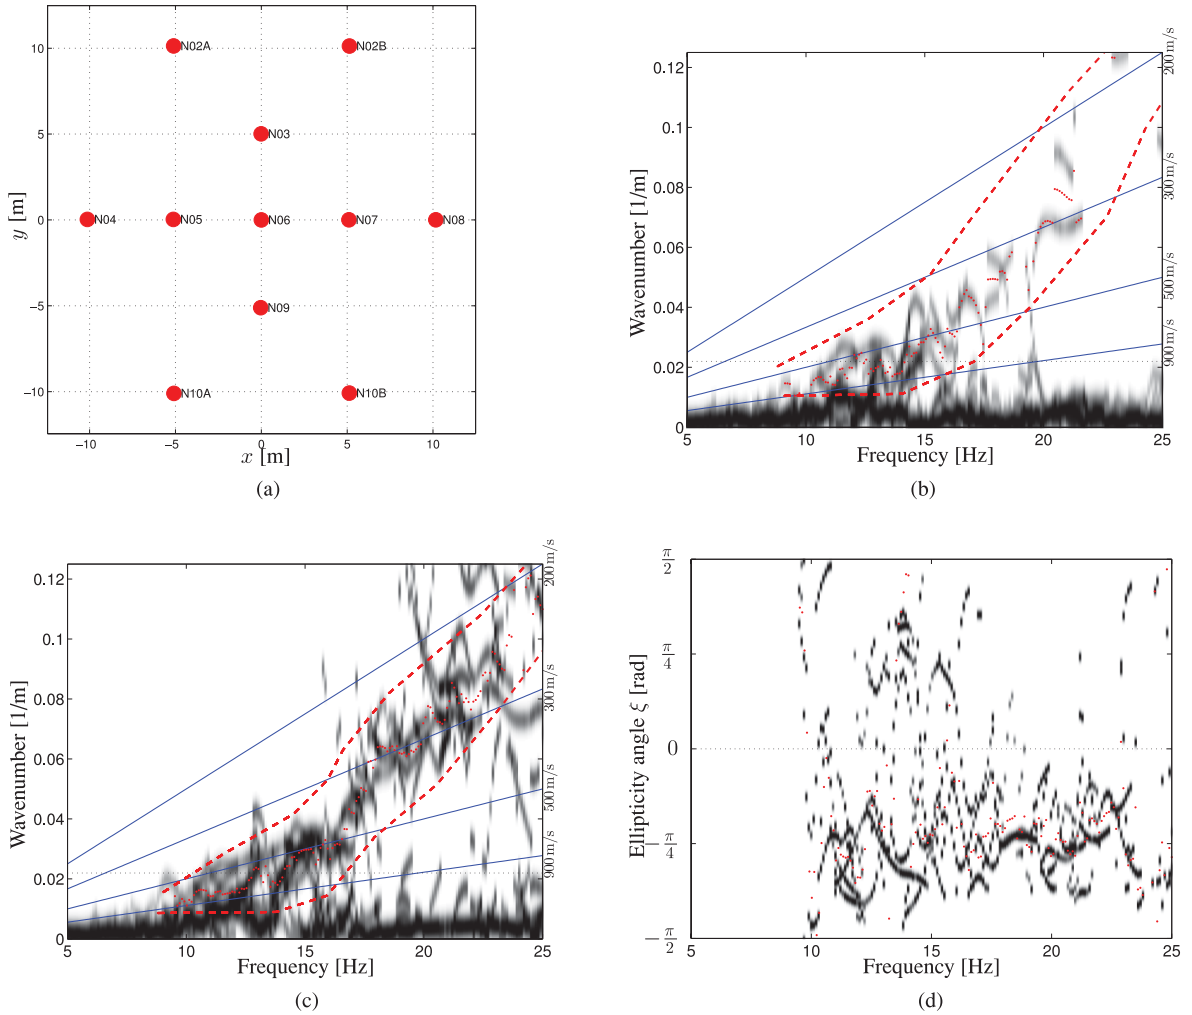 10
5
0
−5
−10
y [m]
−10
−5
0
5
10
x [m]
N02A
N02B
N03
N04
N05
N06
N07
N08
N09
N10A
N10B
(a)
0.12
0.1
0.08
0.06
0.04
0.02
0
Wavenumber [1/m]
5
10
15
20
25
Frequency [Hz]
200 m/s
300 m/s
500 m/s
900 m/s
(b)
0.12
0.1
0.08
0.06
0.04
0.02
0
Wavenumber [1/m]
5
10
15
20
25
Frequency [Hz]
200 m/s
300 m/s
500 m/s
900 m/s
(c)
π/2
π/4
0
−π/4
−π/2
Ellipticity angle ξ [rad]
5
10
15
20
25
Frequency [Hz]
(d)